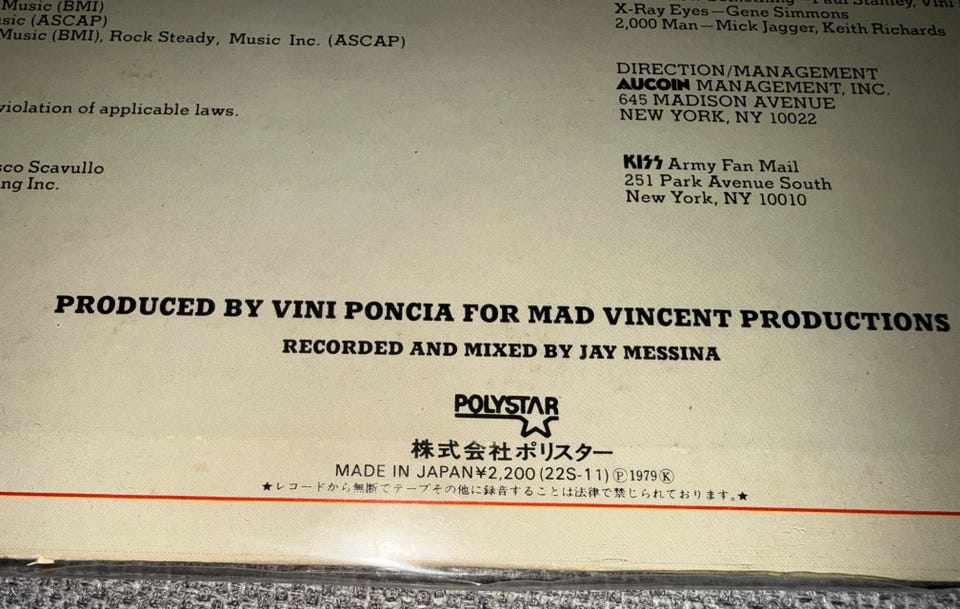 Music (BMI)
(ASCAP)
Music (BMI), Rock Steady, Music Inc. (ASCAP)
violation of applicable laws.
Scavullo
Inc.
Paul Stanley, Vini
X-Ray Eyes—Gene Simmons
2,000 Man—Mick Jagger, Keith Richards
DIRECTION/MANAGEMENT
AUCOIN MANAGEMENT, INC.
645 MADISON AVENUE
NEW YORK, NY 10022
KISS Army Fan Mail
251 Park Avenue South
New York, NY 10010
PRODUCED BY VINI PONCIA FOR MAD VINCENT PRODUCTIONS
RECORDED AND MIXED BY JAY MESSINA
POLYSTAR
株式会社ポリスター
MADE IN JAPAN¥2,200(22S-11)Ⓟ1979Ⓚ
★レコードから無断でテープその他に録音することは法律で禁じられております。★